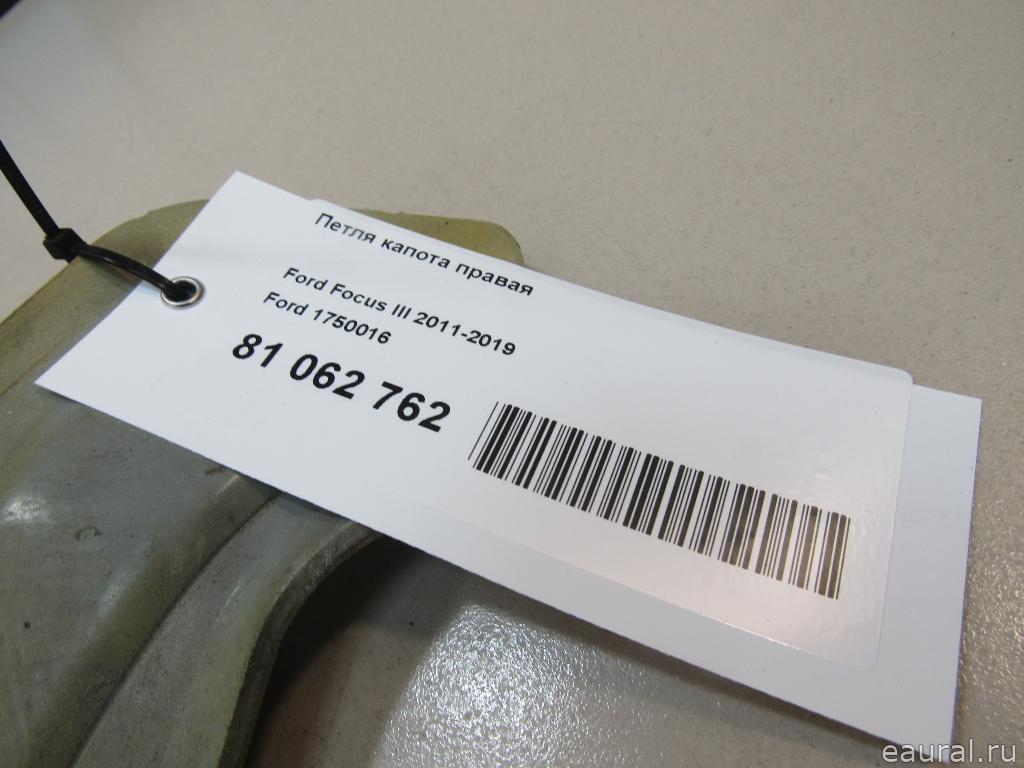 Петля капота правая
Ford Focus III 2011-2019
Ford 1750016
81 062 762
eaural.ru